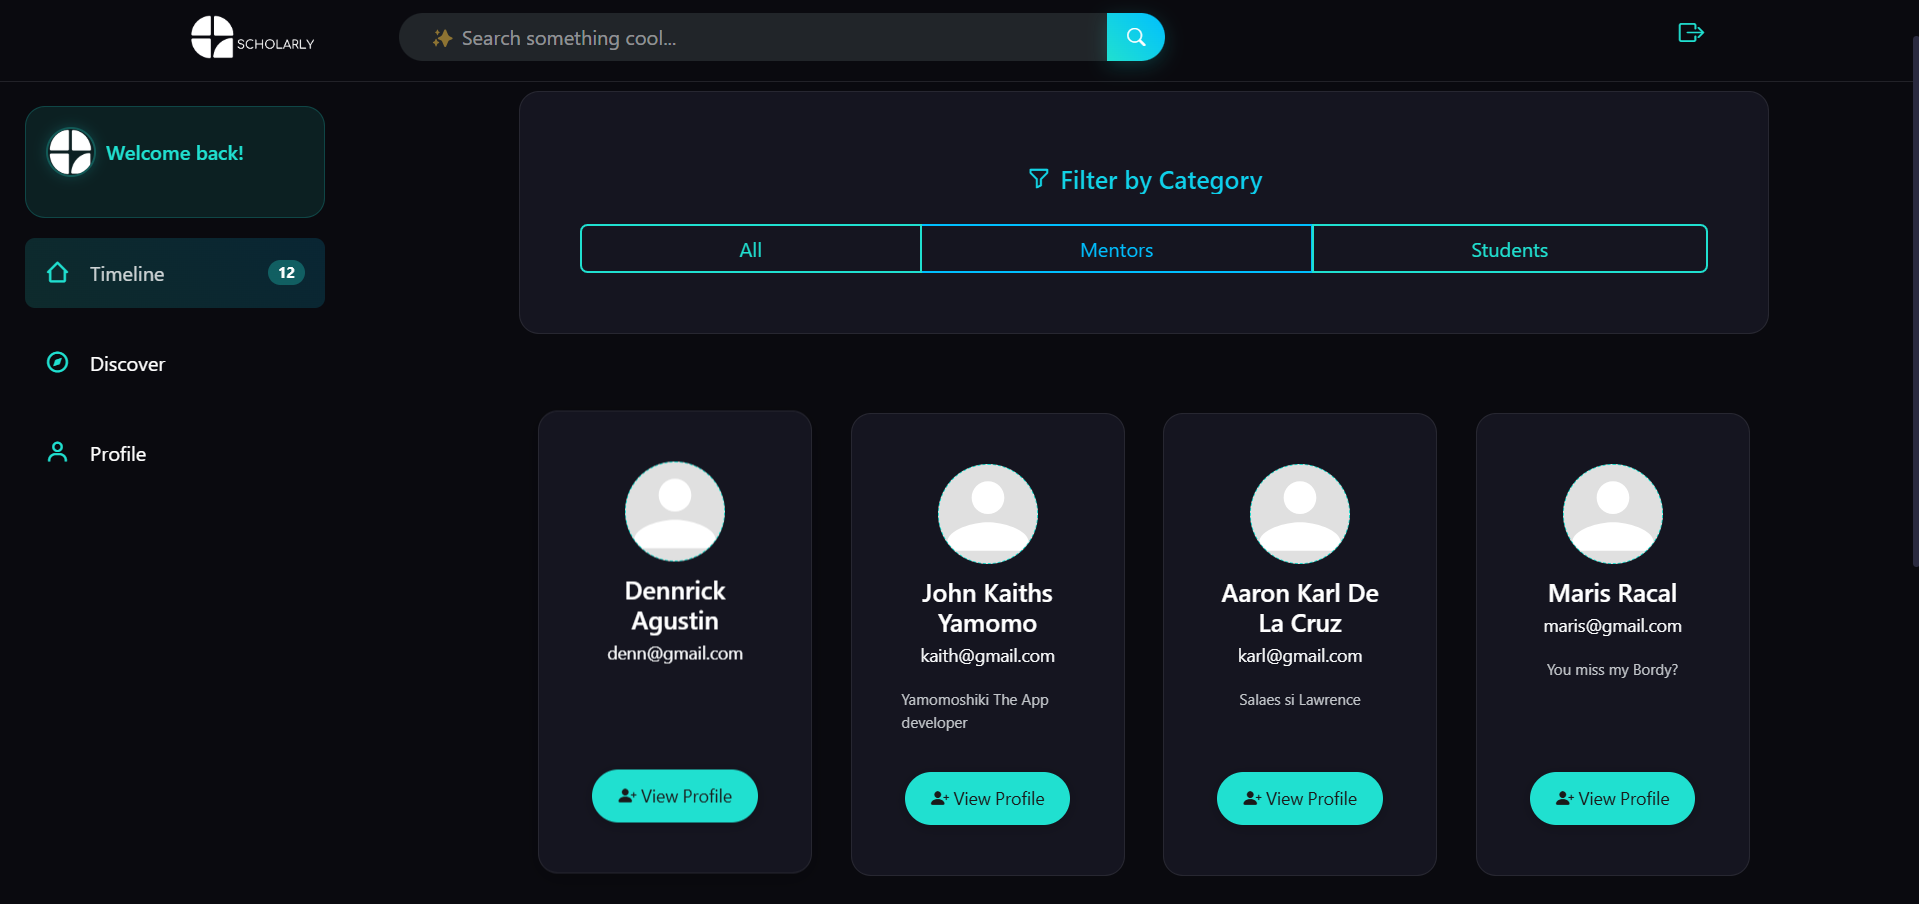 SCHOLARLY
✨ Search something cool...
Welcome back!
Timeline
12
Discover
Profile
Filter by Category
All
Mentors
Students
Dennrick
Agustin
denn@gmail.com
View Profile
John Kaiths
Yamomo
kaith@gmail.com
Yamomoshiki The App
developer
View Profile
Aaron Karl De
La Cruz
karl@gmail.com
Salaes si Lawrence
View Profile
Maris Racal
maris@gmail.com
You miss my Bordy?
View Profile